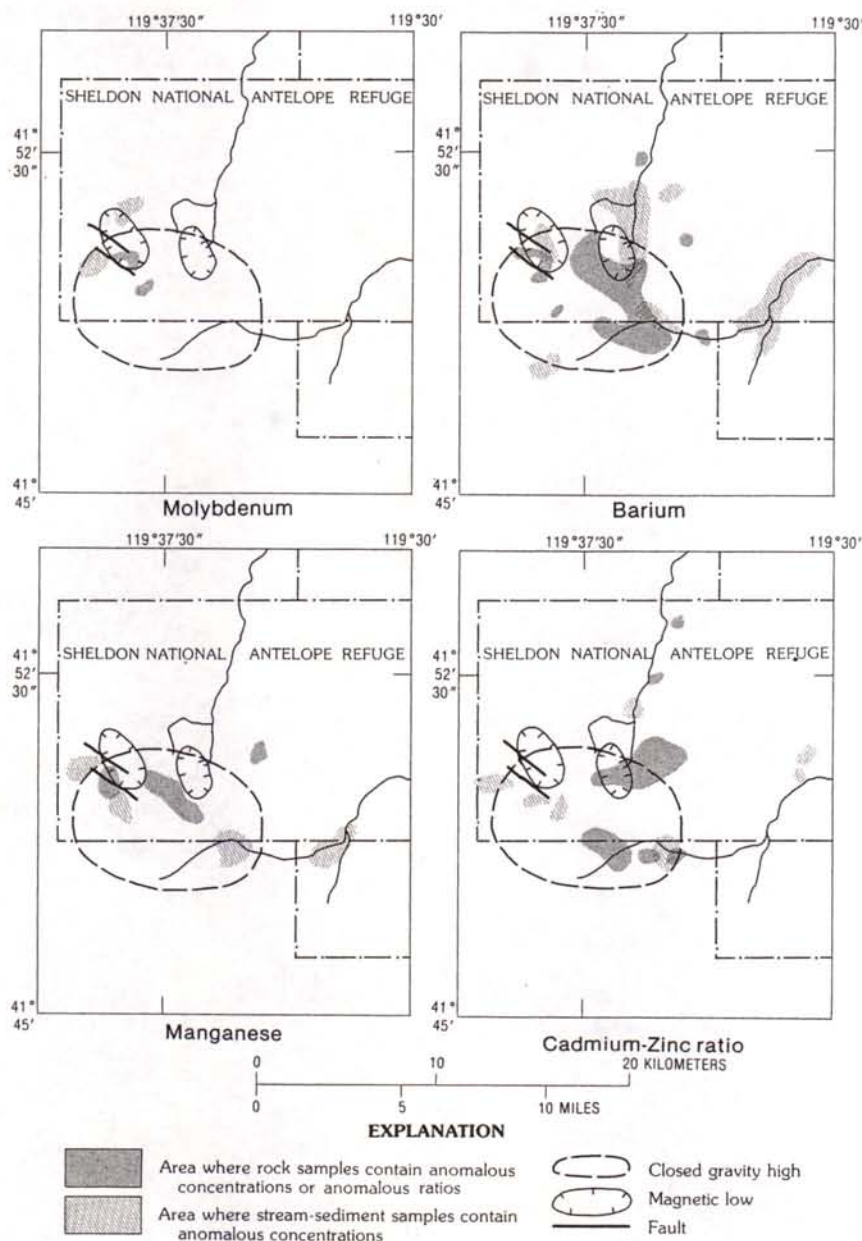 119° 37'30"
119° 30'
119° 37'30"
119° 30'
SHELDON NATIONAL ANTELOPE REFUGE
SHELDON NATIONAL ANTELOPE REFUGE
41°
52'
30"
41°
52'
30"
41°
45'
41°
45'
Molybdenum
Barium
119° 37'30"
119° 30'
119° 37'30"
119° 30'
SHELDON NATIONAL ANTELOPE REFUGE
SHELDON NATIONAL ANTELOPE REFUGE
41°
52'
30"
41°
52'
30"
41°
45'
41°
45'
Manganese
Cadmium-Zinc ratio
0 10 20 KILOMETERS
0 5 10 MILES
EXPLANATION
Area where rock samples contain anomalous
concentrations or anomalous ratios
Area where stream-sediment samples contain
anomalous concentrations
Closed gravity high
Magnetic low
Fault